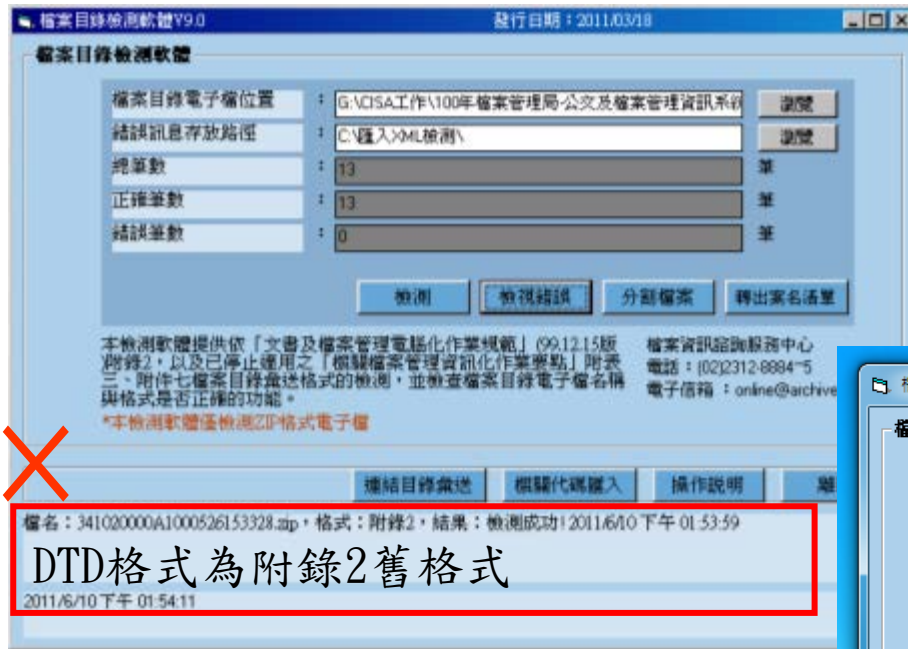 檔案目錄檢測軟體V9.0 發行日期：2011/03/18
檔案目錄檢測軟體
檔案目錄電子檔位置 ： G:\CISA工作\100年檔案管理局-公文及檔案管理資訊系統 瀏覽
錯誤訊息存放路徑 ： C:\匯入XML檢測\ 瀏覽
總筆數 ： 13 筆
正確筆數 ： 13 筆
錯誤筆數 ： 0 筆
檢測 檢視錯誤 分割檔案 轉出案名清單
本檢測軟體提供依「文書及檔案管理電腦化作業規範」(99.12.15版
)附錄2，以及已停止適用之「機關檔案管理資訊化作業要點」附表
三、附件七檔案目錄彙送格式的檢測，並檢查檔案目錄電子檔名稱
與格式是否正確的功能。
*本檢測軟體僅檢測ZIP格式電子檔
檔案資訊諮詢服務中心
電話：(02)2312-8884~5
電子信箱：online@archive
連結目錄彙送 機關代碼匯入 操作說明 離
檔名：341020000A1000526153328.zip，格式：附錄2，結果：檢測成功! 2011/6/10 下午 01:53:59
DTD格式為附錄2舊格式
2011/6/10 下午 01:54:11
檔